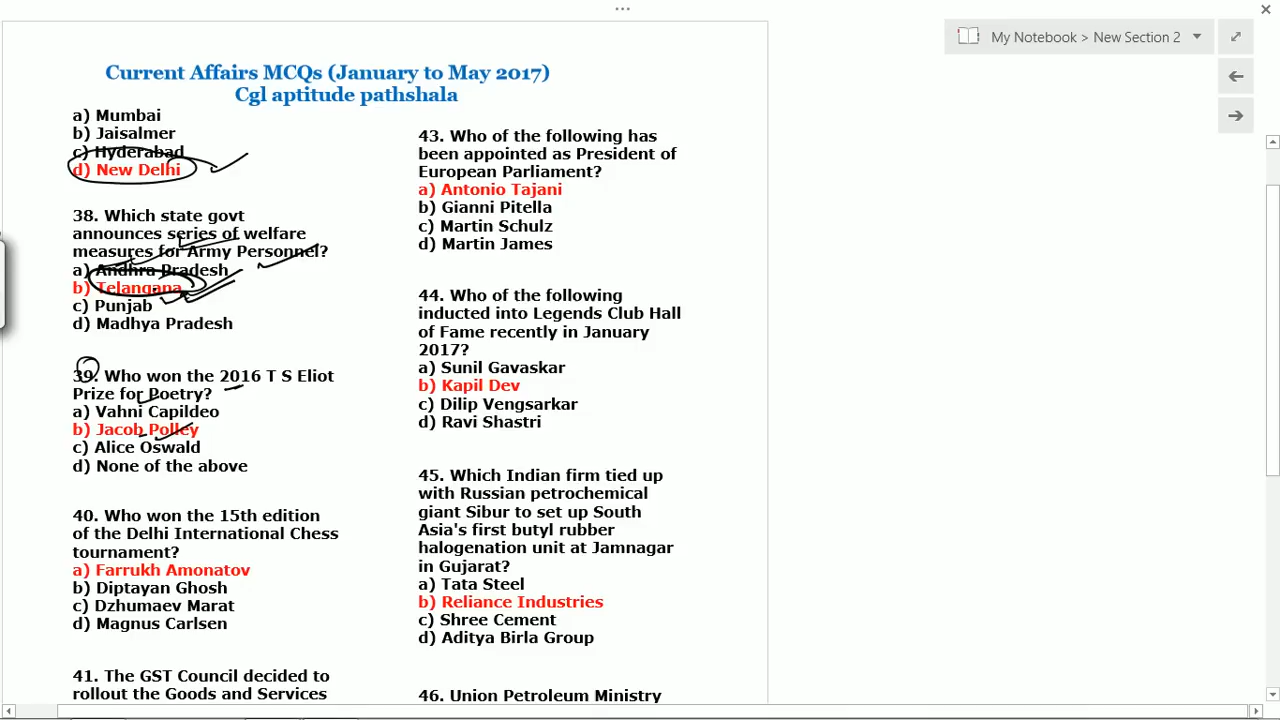 My Notebook > New Section 2
Current Affairs MCQs (January to May 2017)
Cgl aptitude pathshala
a) Mumbai
b) Jaisalmer
c) Hyderabad
d) New Delhi
38. Which state govt
announces series of welfare
measures for Army Personnel?
a) Andhra Pradesh
b) Telangana
c) Punjab
d) Madhya Pradesh
39. Who won the 2016 T S Eliot
Prize for Poetry?
a) Vahni Capildeo
b) Jacob Polley
c) Alice Oswald
d) None of the above
40. Who won the 15th edition
of the Delhi International Chess
tournament?
a) Farrukh Amonatov
b) Diptayan Ghosh
c) Dzhumaev Marat
d) Magnus Carlsen
41. The GST Council decided to
rollout the Goods and Services
43. Who of the following has
been appointed as President of
European Parliament?
a) Antonio Tajani
b) Gianni Pitella
c) Martin Schulz
d) Martin James
44. Who of the following
inducted into Legends Club Hall
of Fame recently in January
2017?
a) Sunil Gavaskar
b) Kapil Dev
c) Dilip Vengsarkar
d) Ravi Shastri
45. Which Indian firm tied up
with Russian petrochemical
giant Sibur to set up South
Asia's first butyl rubber
halogenation unit at Jamnagar
in Gujarat?
a) Tata Steel
b) Reliance Industries
c) Shree Cement
d) Aditya Birla Group
46. Union Petroleum Ministry